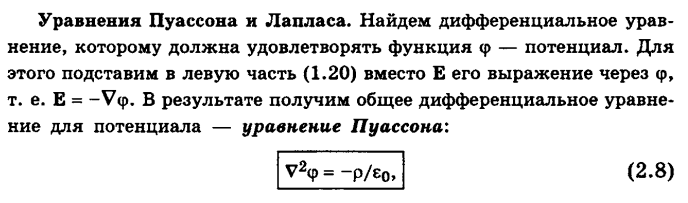 Уравнения Пуассона и Лапласа. Найдем дифференциальное урав-
нение, которому должна удовлетворять функция φ — потенциал. Для
этого подставим в левую часть (1.20) вместо E его выражение через φ,
т. е. E = −∇φ. В результате получим общее дифференциальное уравне-
ние для потенциала — уравнение Пуассона:
∇²φ = −ρ/ε₀, (2.8)